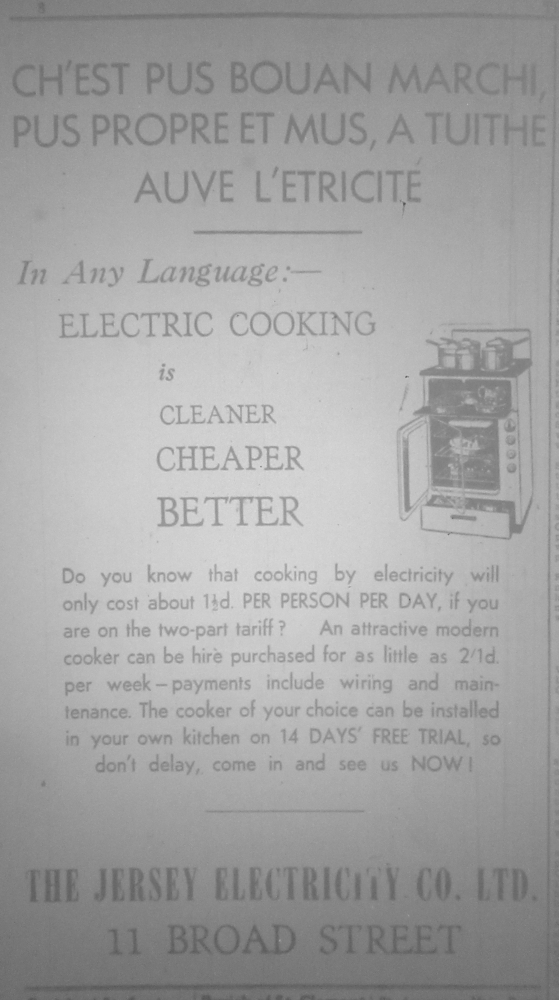 8
CH'EST PUS BOUAN MARCHI,
PUS PROPRE ET MUS, A TUITHE
AUVE L'ETRICITÉ
In Any Language:—
ELECTRIC COOKING
is
CLEANER
CHEAPER
BETTER
Do you know that cooking by electricity will
only cost about 1½d. PER PERSON PER DAY, if you
are on the two-part tariff? An attractive modern
cooker can be hire purchased for as little as 2/1d.
per week—payments include wiring and main-
tenance. The cooker of your choice can be installed
in your own kitchen on 14 DAYS' FREE TRIAL, so
don't delay, come in and see us NOW!
THE JERSEY ELECTRICITY CO. LTD.
11 BROAD STREET